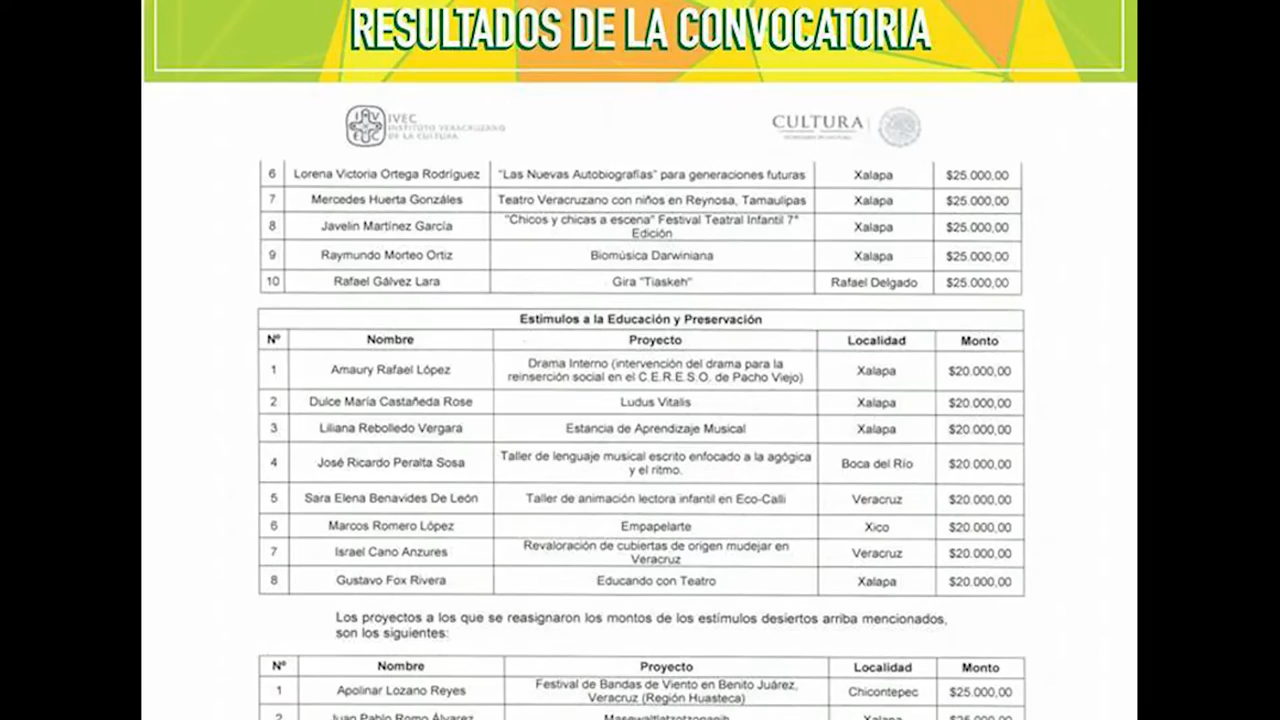 RESULTADOS DE LA CONVOCATORIA
IVEC
INSTITUTO VERACRUZANO
DE LA CULTURA
CULTURA
6 Lorena Victoria Ortega Rodríguez "Las Nuevas Autobiografías" para generaciones futuras Xalapa $25.000,00
7 Mercedes Huerta Gonzáles Teatro Veracruzano con niños en Reynosa, Tamaulipas Xalapa $25.000,00
8 Javelin Martínez García "Chicos y chicas a escena" Festival Teatral Infantil 7ª
Edición Xalapa $25.000,00
9 Raymundo Morteo Ortiz Biomúsica Darwiniana Xalapa $25.000,00
10 Rafael Gálvez Lara Gira "Tiaskeh" Rafael Delgado $25.000,00
Estimulos a la Educación y Preservación
Nº Nombre Proyecto Localidad Monto
1 Amaury Rafael López Drama Interno (intervención del drama para la
reinserción social en el C.E.R.E.S.O. de Pacho Viejo) Xalapa $20.000,00
2 Dulce María Castañeda Rose Ludus Vitalis Xalapa $20.000,00
3 Liliana Rebolledo Vergara Estancia de Aprendizaje Musical Xalapa $20.000,00
4 José Ricardo Peralta Sosa Taller de lenguaje musical escrito enfocado a la agógica
y el ritmo. Boca del Río $20.000,00
5 Sara Elena Benavides De León Taller de animación lectora infantil en Eco-Calli Veracruz $20.000,00
6 Marcos Romero López Empapelarte Xico $20.000,00
7 Israel Cano Anzures Revaloración de cubiertas de origen mudejar en
Veracruz Veracruz $20.000,00
8 Gustavo Fox Rivera Educando con Teatro Xalapa $20.000,00
Los proyectos a los que se reasignaron los montos de los estímulos desiertos arriba mencionados,
son los siguientes:
Nº Nombre Proyecto Localidad Monto
1 Apolinar Lozano Reyes Festival de Bandas de Viento en Benito Juárez,
Veracruz (Región Huasteca) Chicontepec $25.000,00
2 Juan Pablo Romo Álvarez Xalapa $25.000,00